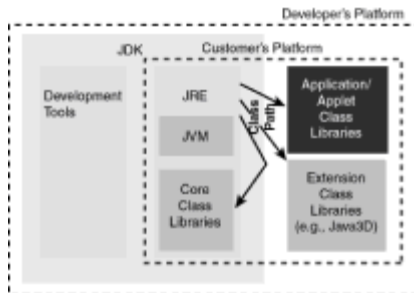 Developer's Platform
JDK
Customer's Platform
Development
Tools
JRE
JVM
Core
Class
Libraries
Class
Path
Application/
Applet
Class
Libraries
Extension
Class
Libraries
(e.g., Java3D)